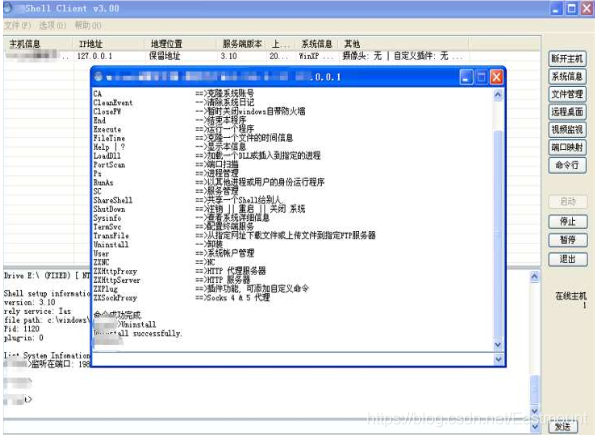 Shell Client v3.00
文件(F) 选项(O) 帮助(H)
主机信息 IP地址 地理位置 服务端版本 上... 系统信息 其他
127.0.0.1 保留地址 3.10 20... WinXP ... 摄像头: 无 | 自定义插件: 无 ...
断开主机
系统信息
文件管理
远程桌面
视频监视
端口映射
命令行
启动
停止
暂停
退出
在线主机
1
.0.0.1
CA ==>克隆系统账号
CleanEvent ==>清除系统日记
CloseFW ==>暂时关闭windows自带防火墙
End ==>结束本程序
Execute ==>运行一个程序
FileTime ==>克隆一个文件的时间信息
Help | ? ==>显示本信息
LoadDll ==>加载一个DLL或插入到指定的进程
PortScan ==>端口扫描
Ps ==>进程管理
RunAs ==>以其他进程或用户的身份运行程序
SC ==>服务管理
ShareShell ==>共享一个Shell给别人.
ShutDown ==>注销 || 重启 || 关闭 系统
Sysinfo ==>查看系统详细信息
TermSvc ==>配置终端服务
TransFile ==>从指定网址下载文件或上传文件到指定FTP服务器
Uninstall ==>卸载
User ==>系统帐户管理
ZXNC ==>NC
ZXHttpProxy ==>HTTP 代理服务器
ZXHttpServer ==>HTTP 服务器
ZXPlug ==>插件功能, 可添加自定义命令
ZXSockProxy ==>Socks 4 & 5 代理
命令成功完成
>Uninstall
Uninstall successfully.
Drive E:\ (FIXED) [ NT
Shell setup informatio
version: 3.10
rely service: Ias
file path: c:\windows\
Pid: 1120
plug-in: 0
List System Infomation
>监听在端口: 198
t>
https://blog.csdn.net/Eastmount
发送